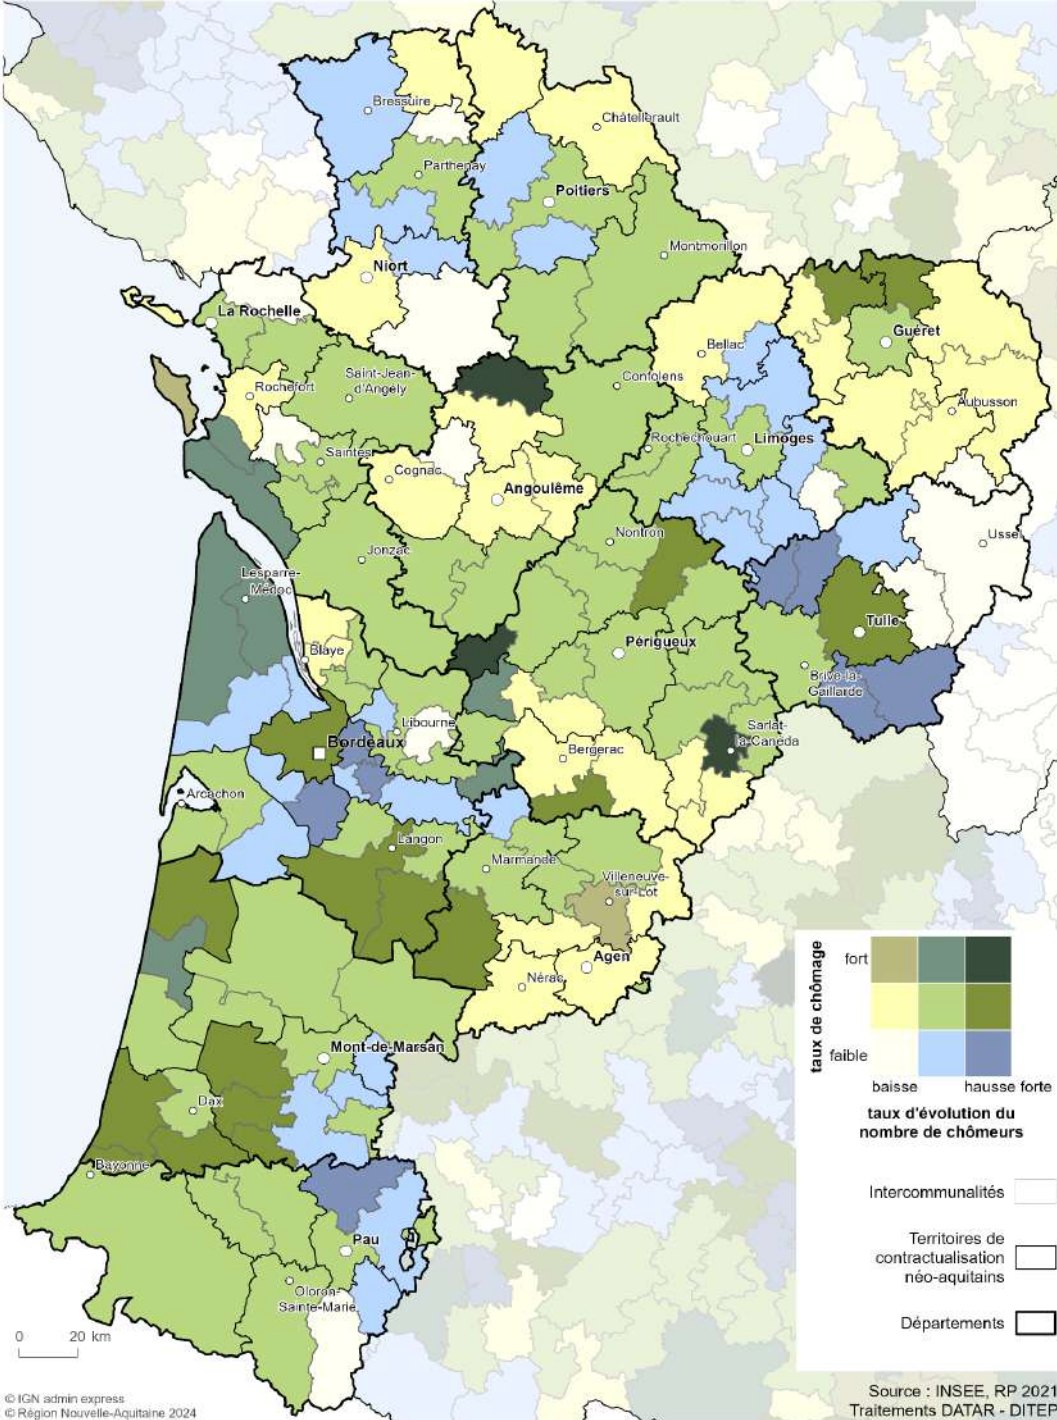 Bressuire
Châtellerault
Parthenay
Poitiers
Montmorillon
Niort
La Rochelle
Guéret
Bellac
Rochefort
Saint-Jean-
d'Angély
Confolens
Aubusson
Rochechouart
Limoges
Saintes
Cognac
Angoulême
Nontron
Ussel
Jonzac
Lesparre-
Médoc
Tulle
Périgueux
Blaye
Brive-la-
Gaillarde
Libourne
Sarlat-
la-Canéda
Bordeaux
Bergerac
Arcachon
Langon
Marmande
Villeneuve-
sur-Lot
Agen
Nérac
Mont-de-Marsan
Dax
Bayonne
Pau
Oloron-
Sainte-Marie
taux de chômage
fort
faible
baisse
hausse forte
taux d'évolution du
nombre de chômeurs
Intercommunalités
Territoires de
contractualisation
néo-aquitains
Départements
0 20 km
© IGN admin express
© Région Nouvelle-Aquitaine 2024
Source : INSEE, RP 2021
Traitements DATAR - DITEP